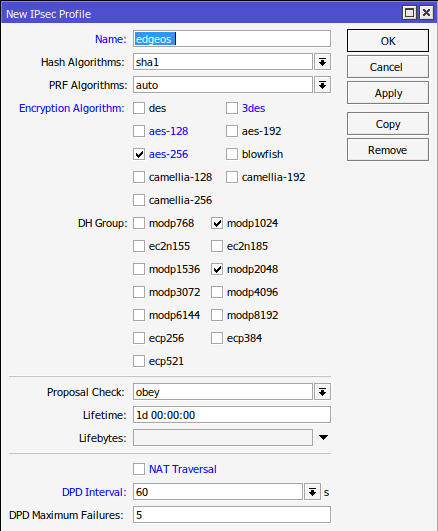 New IPsec Profile
Name: edgeos
OK
Hash Algorithms: sha1
Cancel
PRF Algorithms: auto
Apply
Encryption Algorithm: des 3des
Copy
aes-128 aes-192
Remove
aes-256 blowfish
camellia-128 camellia-192
camellia-256
DH Group: modp768 modp1024
ec2n155 ec2n185
modp1536 modp2048
modp3072 modp4096
modp6144 modp8192
ecp256 ecp384
ecp521
Proposal Check: obey
Lifetime: 1d 00:00:00
Lifebytes:
NAT Traversal
DPD Interval: 60 s
DPD Maximum Failures: 5